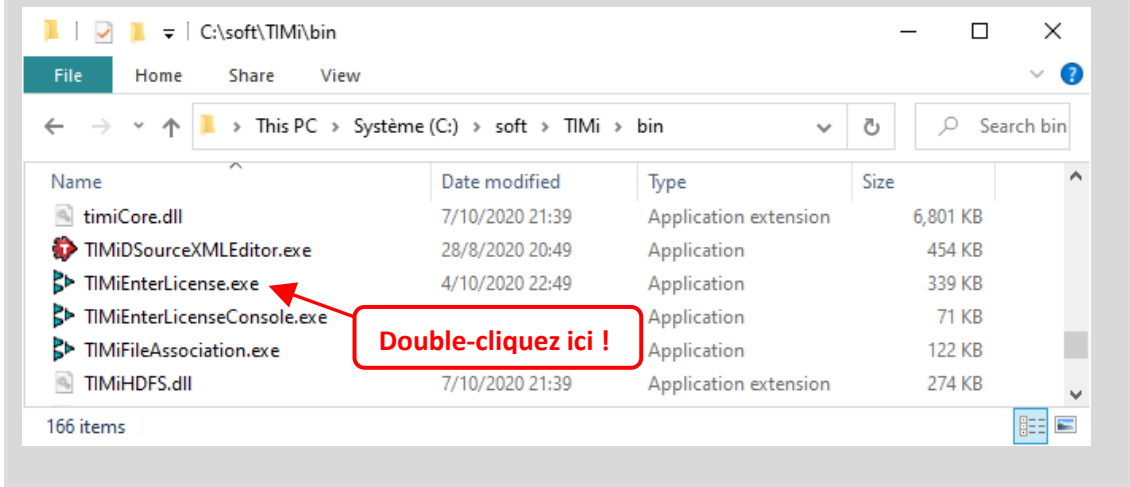 C:\soft\TIMi\bin
File Home Share View
This PC > Système (C:) > soft > TIMi > bin
Search bin
Name Date modified Type Size
timiCore.dll 7/10/2020 21:39 Application extension 6,801 KB
TIMiDSourceXMLEditor.exe 28/8/2020 20:49 Application 454 KB
TIMiEnterLicense.exe 4/10/2020 22:49 Application 339 KB
TIMiEnterLicenseConsole.exe Application 71 KB
Double-cliquez ici !
TIMiFileAssociation.exe Application 122 KB
TIMiHDFS.dll 7/10/2020 21:39 Application extension 274 KB
166 items